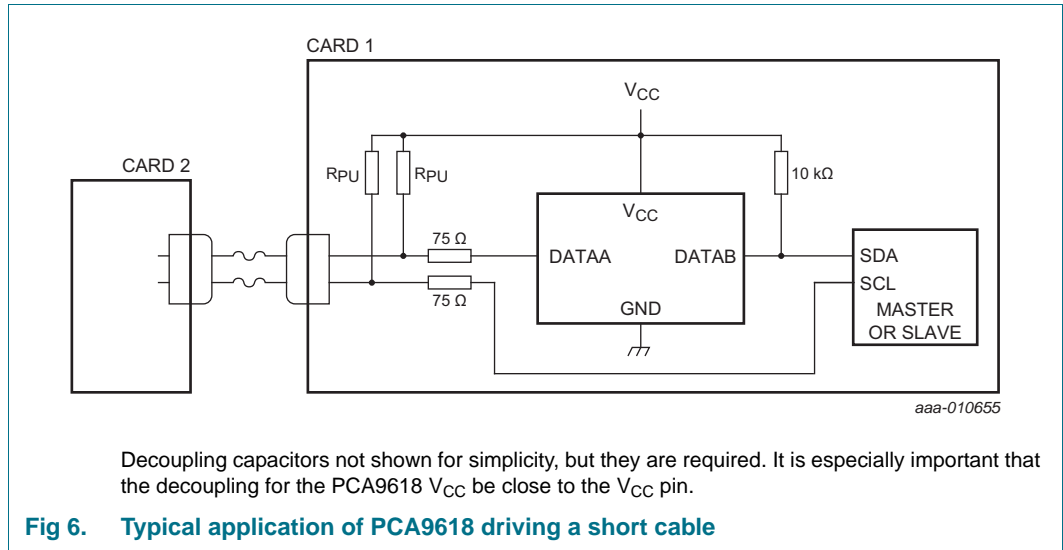 CARD 1
VCC
CARD 2
RPU
RPU
10 kΩ
VCC
75 Ω
DATAA
DATAB
SDA
SCL
75 Ω
GND
MASTER
OR SLAVE
aaa-010655
Decoupling capacitors not shown for simplicity, but they are required. It is especially important that
the decoupling for the PCA9618 VCC be close to the VCC pin.
Fig 6. Typical application of PCA9618 driving a short cable